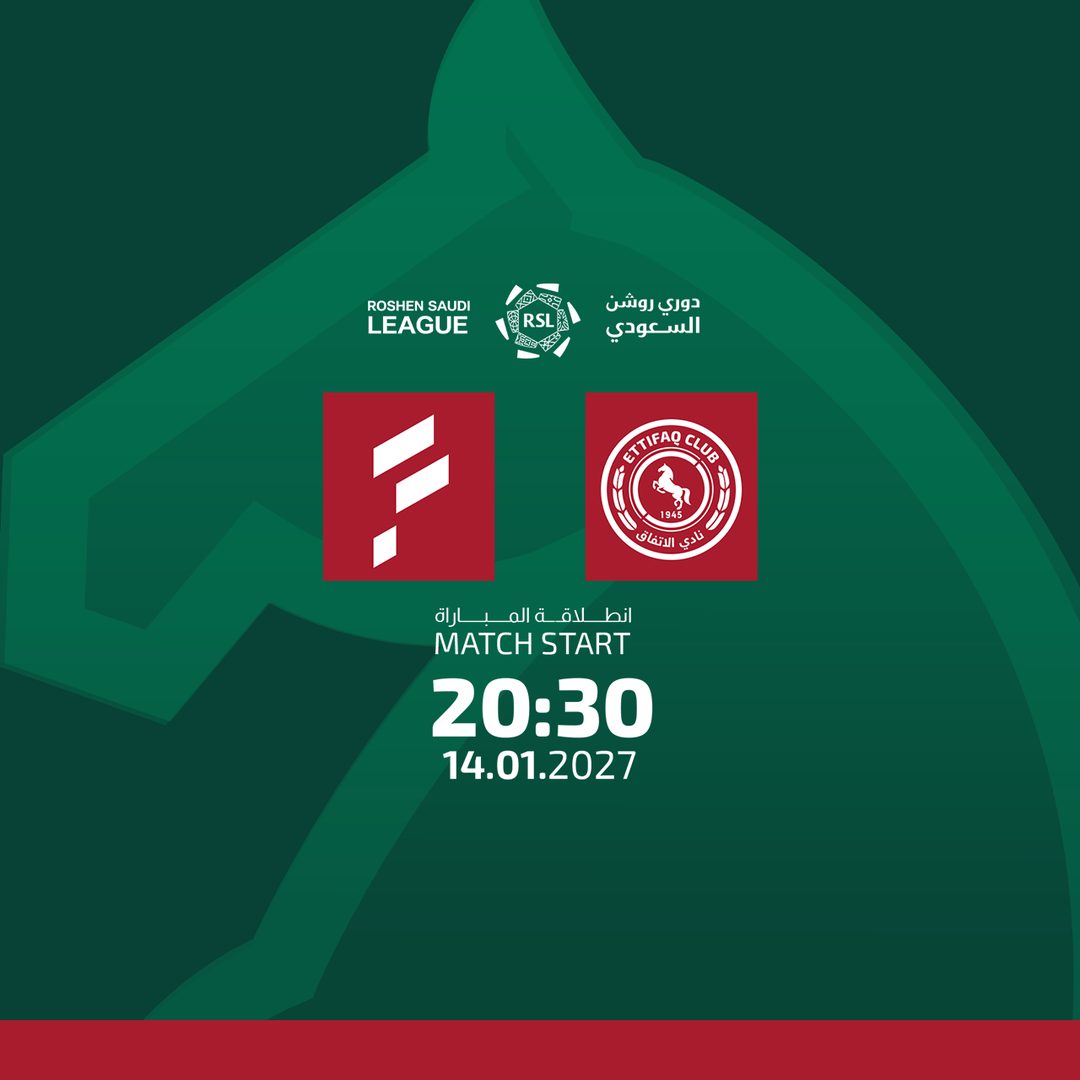 ROSHEN SAUDI
LEAGUE
RSL
دوري روشن
السعودي
ETTIFAQ CLUB
1945
نادي الاتفاق
انطلاقة المباراة
MATCH START
20:30
14.01.2027